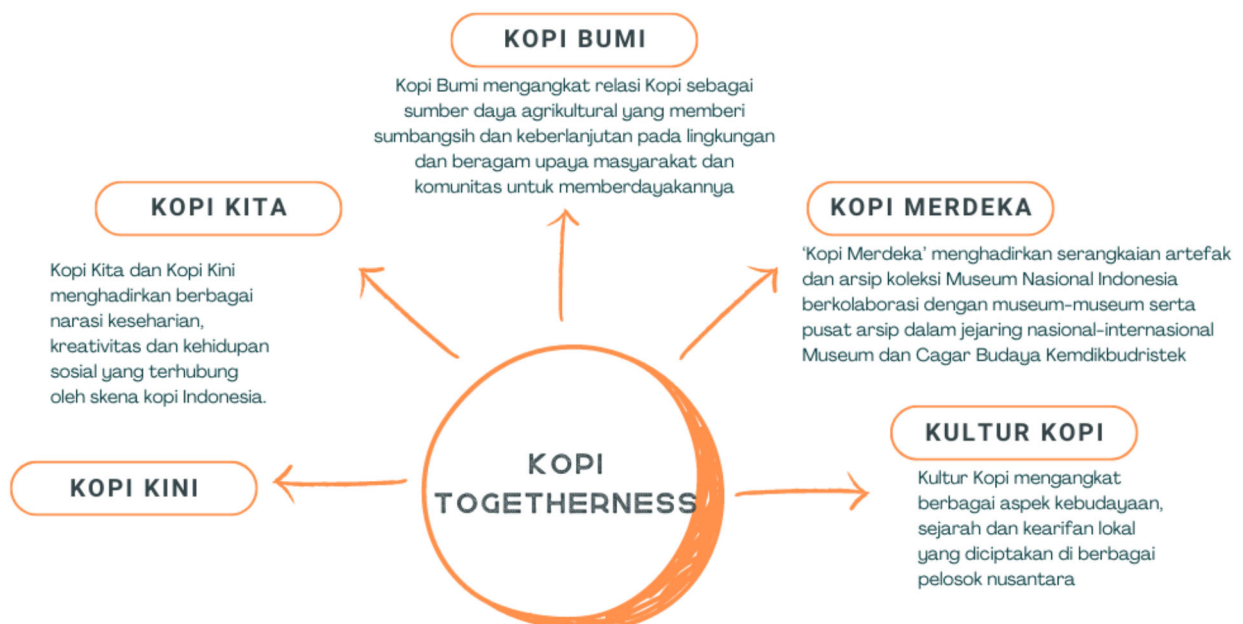 KOPI BUMI
Kopi Bumi mengangkat relasi Kopi sebagai
sumber daya agrikultural yang memberi
sumbangsih dan keberlanjutan pada lingkungan
dan beragam upaya masyarakat dan
komunitas untuk memberdayakannya
KOPI KITA
Kopi Kita dan Kopi Kini
menghadirkan berbagai
narasi keseharian,
kreativitas dan kehidupan
sosial yang terhubung
oleh skena kopi Indonesia.
KOPI KINI
KOPI MERDEKA
‘Kopi Merdeka’ menghadirkan serangkaian artefak
dan arsip koleksi Museum Nasional Indonesia
berkolaborasi dengan museum-museum serta
pusat arsip dalam jejaring nasional-internasional
Museum dan Cagar Budaya Kemdikbudristek
KULTUR KOPI
Kultur Kopi mengangkat
berbagai aspek kebudayaan,
sejarah dan kearifan lokal
yang diciptakan di berbagai
pelosok nusantara
KOPI
TOGETHERNESS